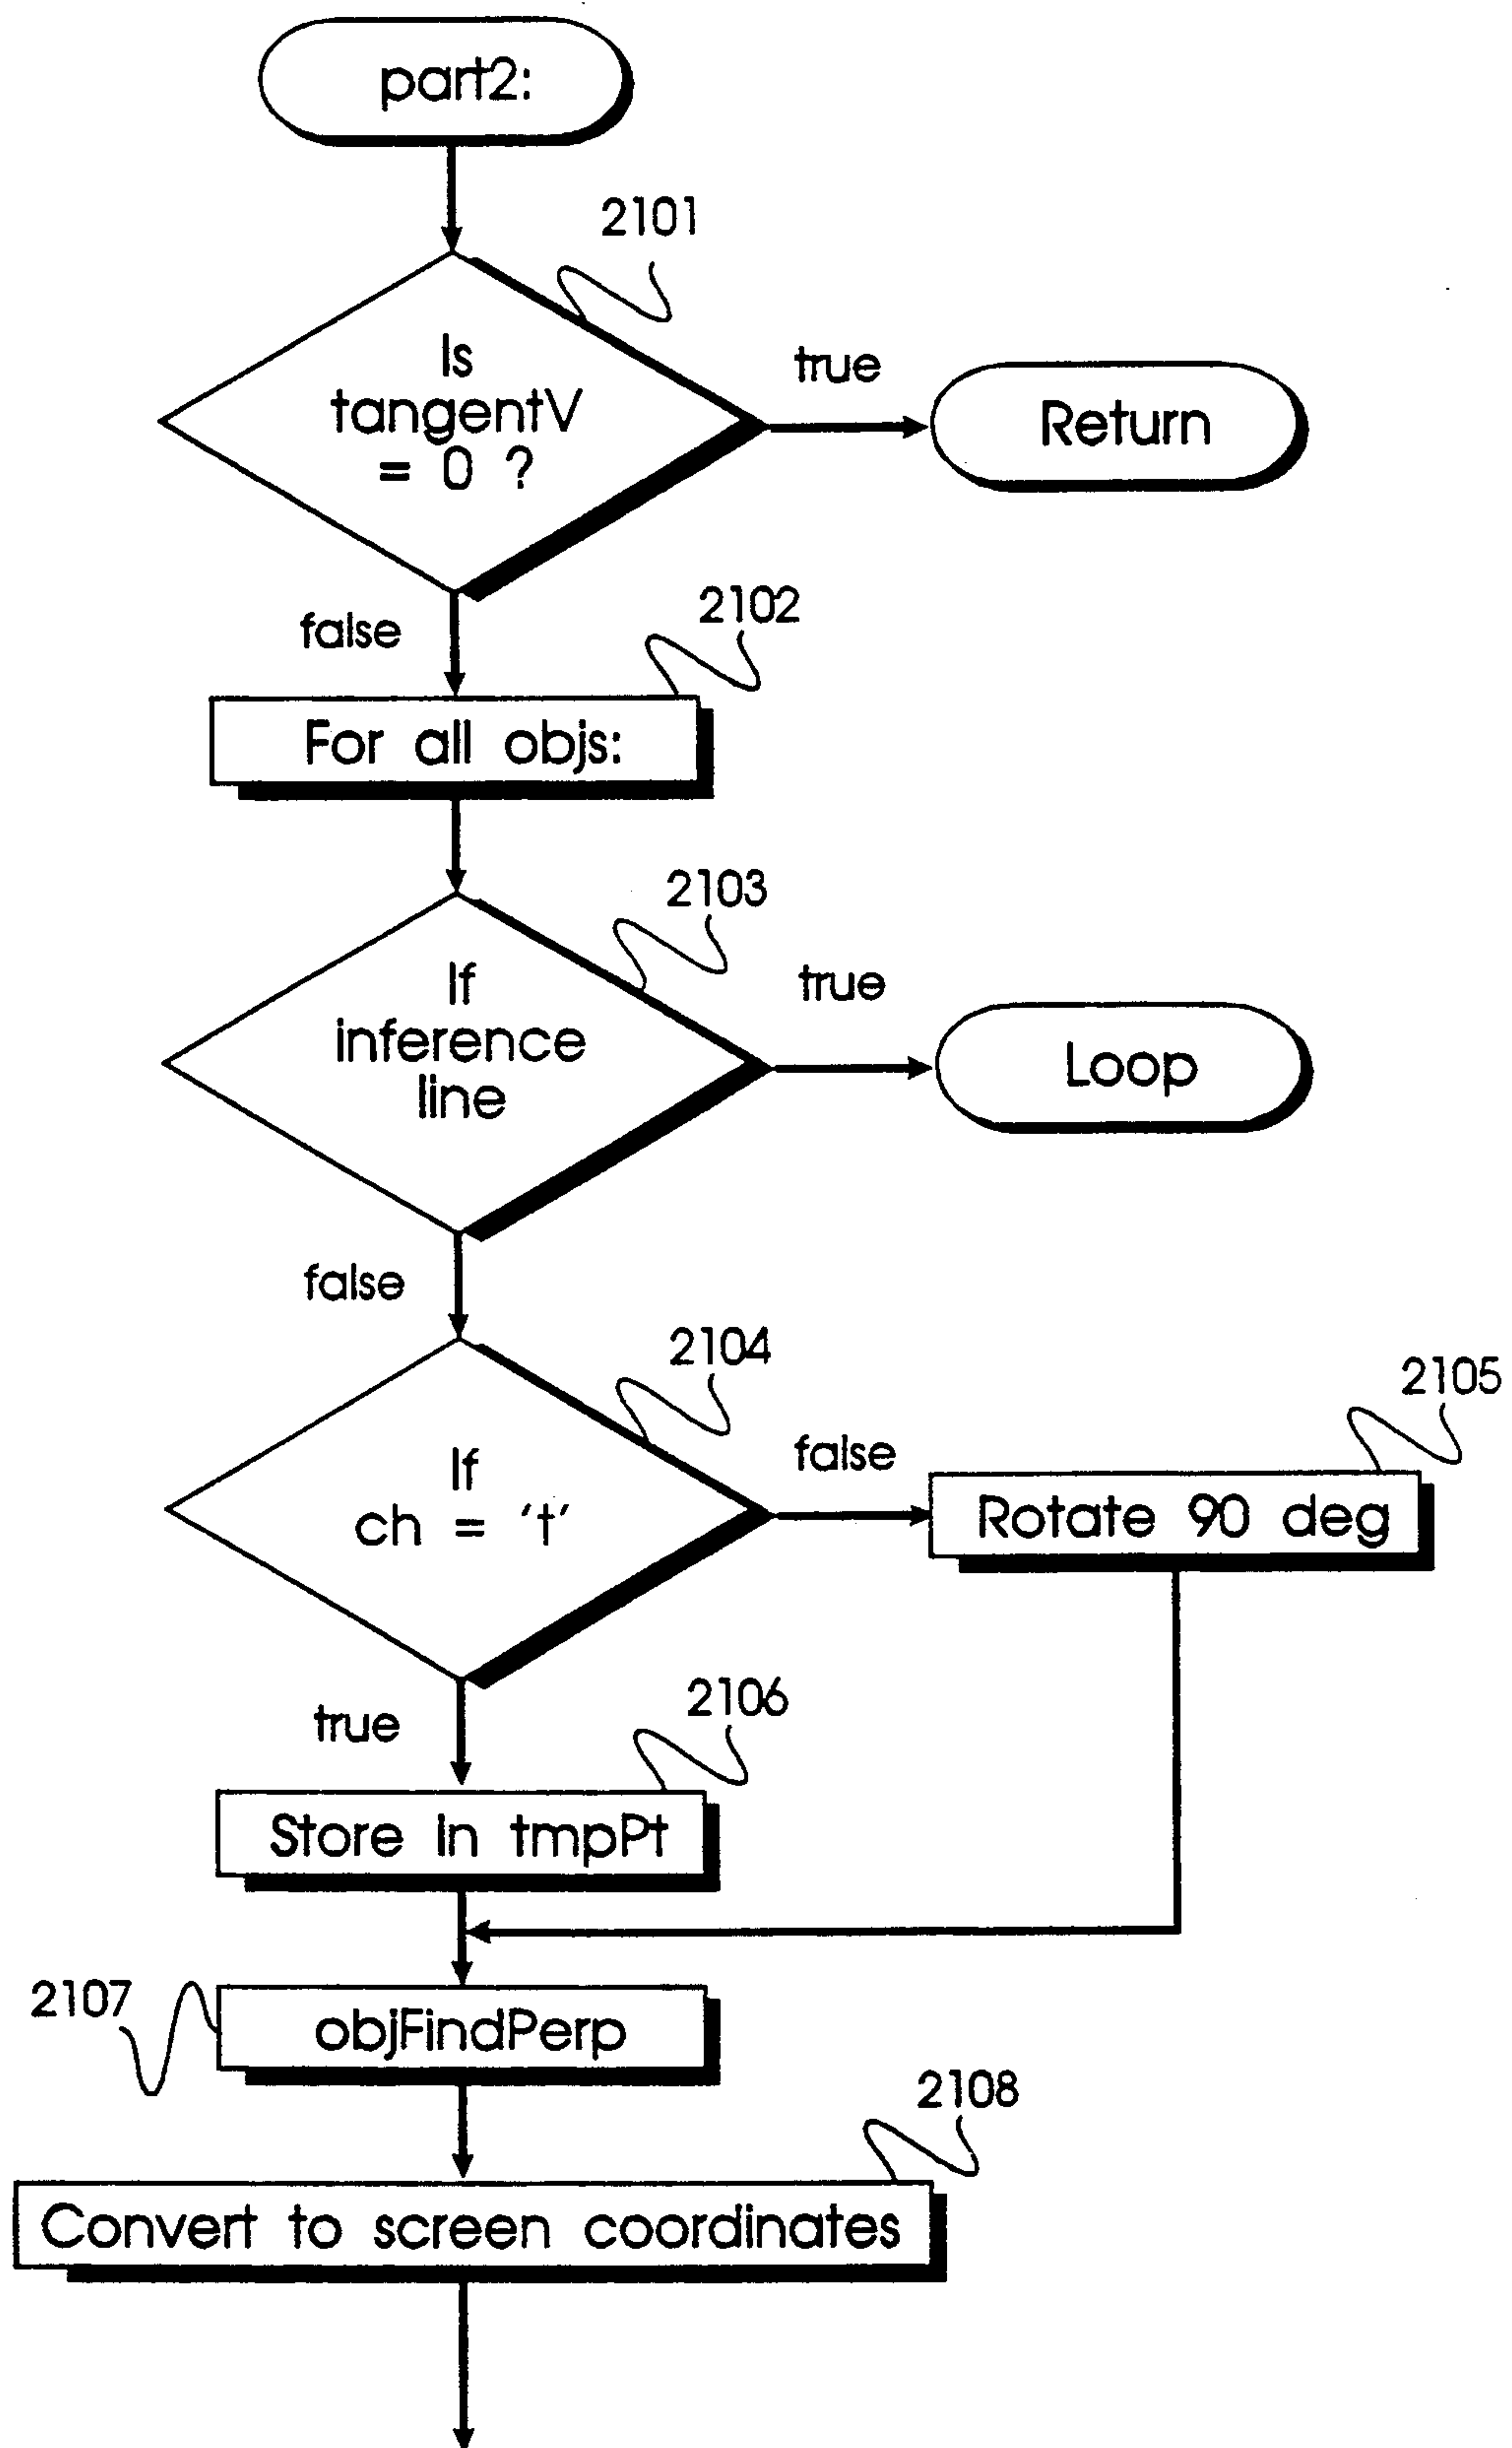 part2:
2101
Is
tangentV
= 0 ?
true
Return
false
2102
For all objs:
2103
If
inference
line
true
Loop
false
2104
If
ch = 't'
false
2105
Rotate 90 deg
true
2106
Store in tmpPt
2107
objFindPerp
2108
Convert to screen coordinates